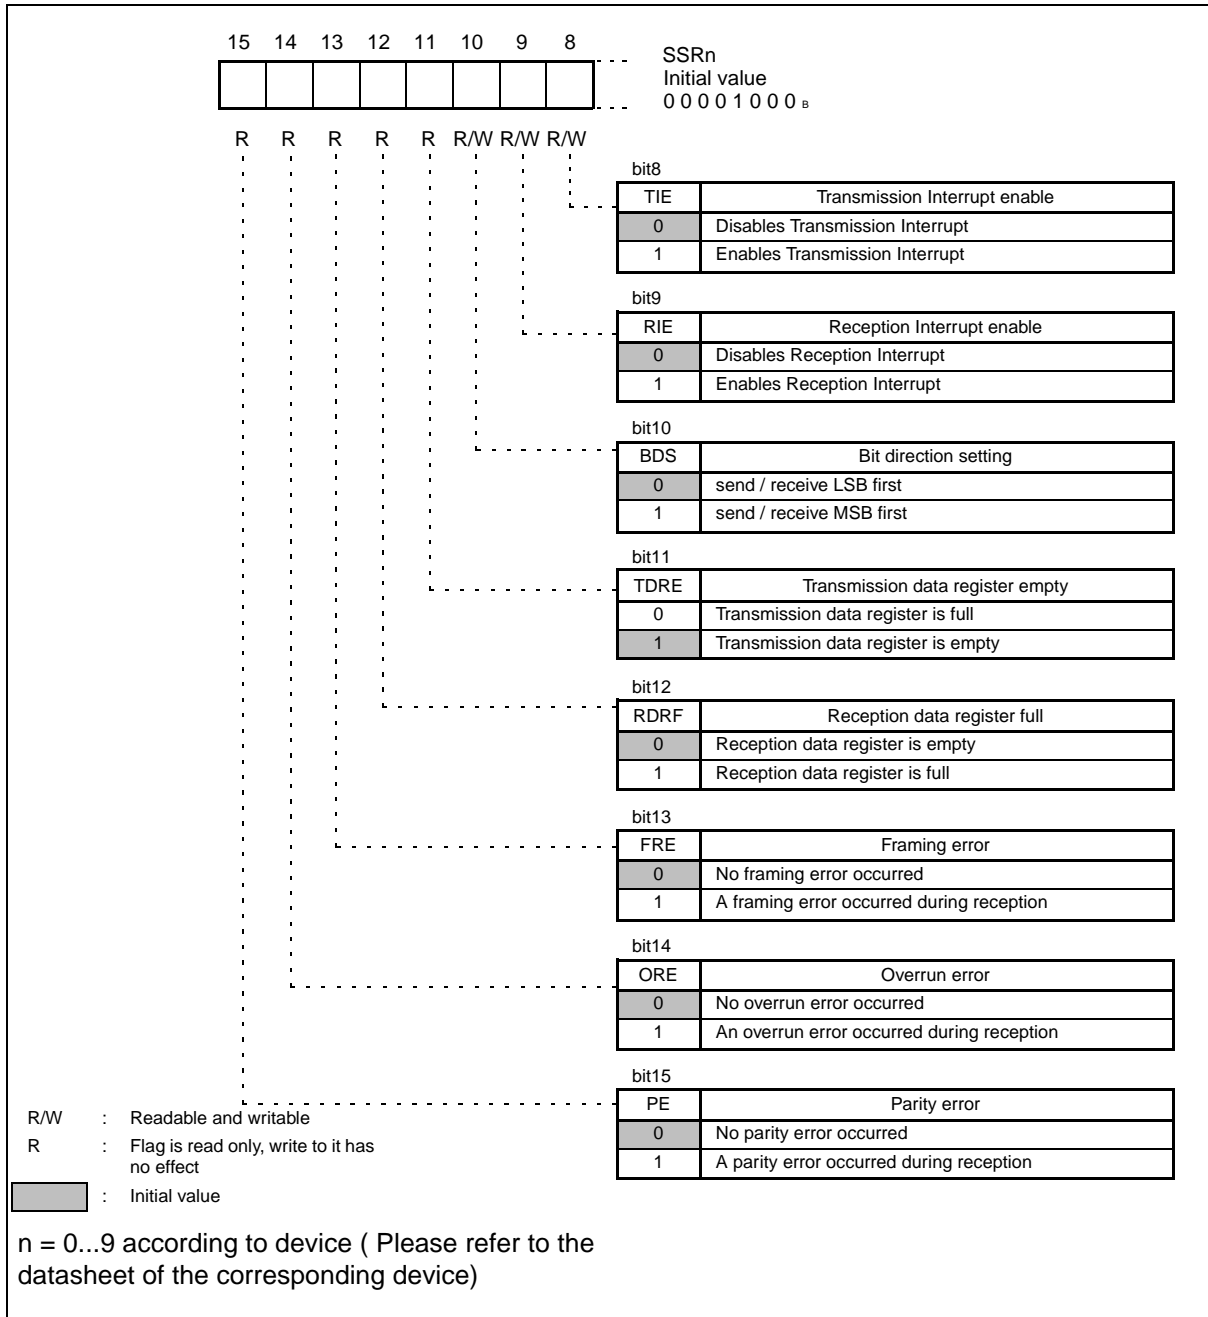 15 14 13 12 11 10 9 8
SSRn
Initial value
0 0 0 0 1 0 0 0 B
R R R R R R/W R/W R/W
bit8
TIE Transmission Interrupt enable
0 Disables Transmission Interrupt
1 Enables Transmission Interrupt
bit9
RIE Reception Interrupt enable
0 Disables Reception Interrupt
1 Enables Reception Interrupt
bit10
BDS Bit direction setting
0 send / receive LSB first
1 send / receive MSB first
bit11
TDRE Transmission data register empty
0 Transmission data register is full
1 Transmission data register is empty
bit12
RDRF Reception data register full
0 Reception data register is empty
1 Reception data register is full
bit13
FRE Framing error
0 No framing error occurred
1 A framing error occurred during reception
bit14
ORE Overrun error
0 No overrun error occurred
1 An overrun error occurred during reception
bit15
PE Parity error
0 No parity error occurred
1 A parity error occurred during reception
R/W : Readable and writable
R : Flag is read only, write to it has
no effect
: Initial value
n = 0...9 according to device ( Please refer to the
datasheet of the corresponding device)